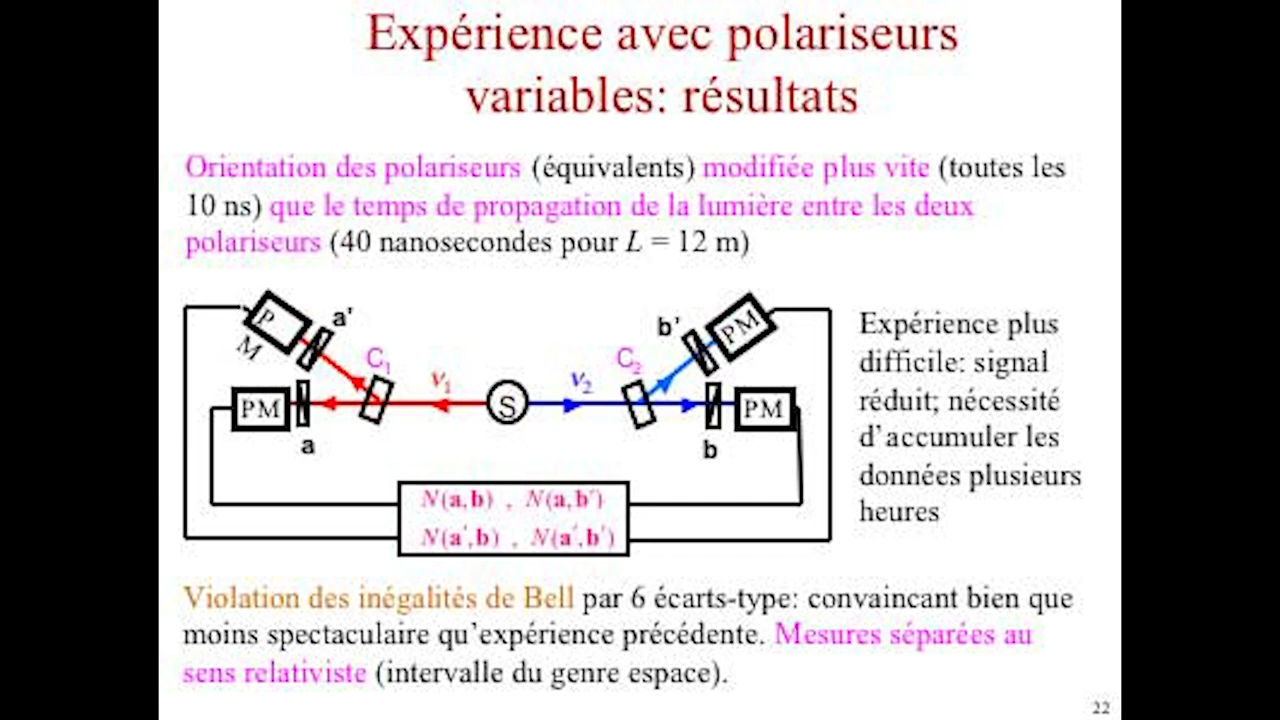 Expérience avec polariseurs
variables: résultats
Orientation des polariseurs (équivalents) modifiée plus vite (toutes les
10 ns) que le temps de propagation de la lumière entre les deux
polariseurs (40 nanosecondes pour L = 12 m)
P
M
a'
C₁
ν₁
S
ν₂
C₂
b'
PM
PM
a
b
PM
N(a,b) , N(a,b')
N(a',b) , N(a',b')
Expérience plus
difficile: signal
réduit; nécessité
d'accumuler les
données plusieurs
heures
Violation des inégalités de Bell par 6 écarts-type: convaincant bien que
moins spectaculaire qu'expérience précédente. Mesures séparées au
sens relativiste (intervalle du genre espace).
22